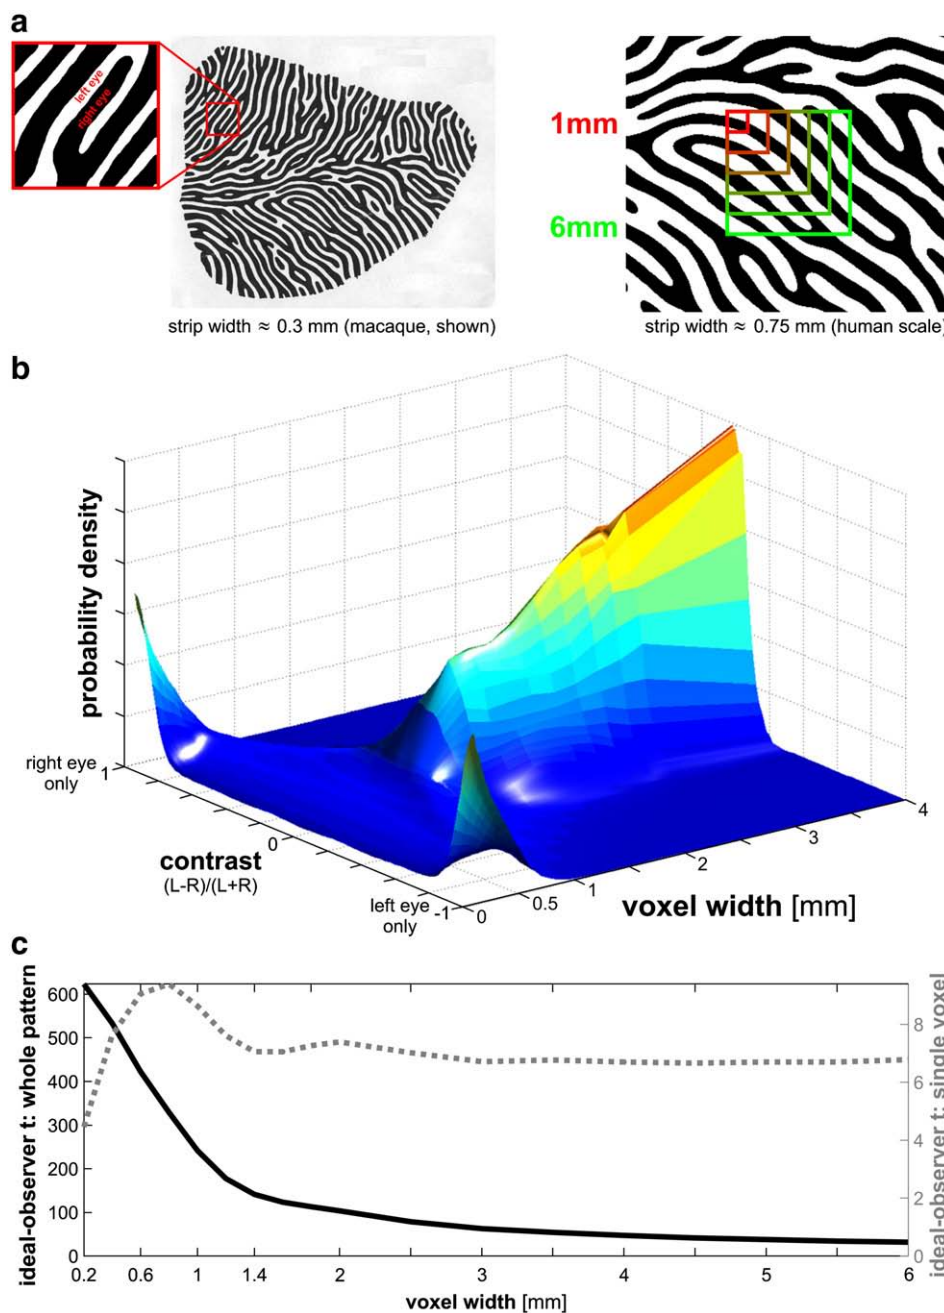 a
left eye
right eye
1mm
6mm
strip width ≈ 0.3 mm (macaque, shown)
strip width ≈ 0.75 mm (human scale)
b
probability density
right eye
only
1
0
-1
contrast
(L-R)/(L+R)
left eye
only
0
0.5
1
2
3
4
voxel width [mm]
c
ideal-observer t: whole pattern
600
500
400
300
200
100
0
0.2
0.6
1
1.4
2
3
4
5
6
voxel width [mm]
8
6
4
2
0
ideal-observer t: single voxel